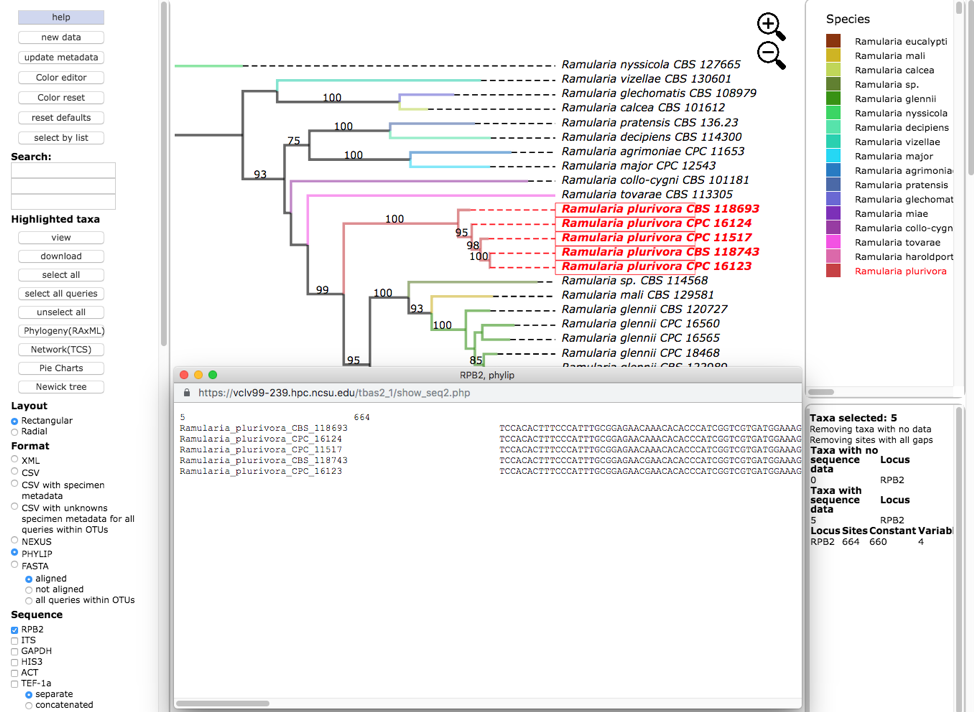 help
new data
update metadata
Color editor
Color reset
reset defaults
select by list
Search:
Highlighted taxa
view
download
select all
select all queries
unselect all
Phylogeny(RAxML)
Network(TCS)
Pie Charts
Newick tree
Layout
Rectangular
Radial
Format
XML
CSV
CSV with specimen
metadata
CSV with unknowns
specimen metadata for all
queries within OTUs
NEXUS
PHYLIP
FASTA
aligned
not aligned
all queries within OTUs
Sequence
RPB2
ITS
GAPDH
HIS3
ACT
TEF-1a
separate
concatenated
Ramularia nyssicola CBS 127665
Ramularia vizellae CBS 130601
100 Ramularia glechomatis CBS 108979
Ramularia calcea CBS 101612
100 Ramularia pratensis CBS 136.23
75 Ramularia decipiens CBS 114300
100 Ramularia agrimoniae CPC 11653
Ramularia major CPC 12543
93 Ramularia collo-cygni CBS 101181
Ramularia tovarae CBS 113305
Ramularia plurivora CBS 118693
100 Ramularia plurivora CPC 16124
95 Ramularia plurivora CPC 11517
98 Ramularia plurivora CBS 118743
100 Ramularia plurivora CPC 16123
Ramularia sp. CBS 114568
99 100 Ramularia mali CBS 129581
93 Ramularia glennii CBS 120727
100 Ramularia glennii CPC 16560
Ramularia glennii CPC 16565
95 85 Ramularia glennii CPC 18468
RPB2, phylip
https://vclv99-239.hpc.ncsu.edu/tbas2_1/show_seq2.php
5 664
Ramularia_plurivora_CBS_118693 TCCACACTTTCCCATTTGCGGAGAACAAACACACCCATCGGTCGTGATGGAAAG
Ramularia_plurivora_CPC_16124 TCCACACTTTCCCATTTGCGGAGAACAAACACACCCATCGGTCGTGATGGAAAG
Ramularia_plurivora_CPC_11517 TCCACACTTTCCCATTTGCGGAGAACGAACACACCCATCGGTCGTGATGGAAAG
Ramularia_plurivora_CBS_118743 TCCACACTTTCCCATTTGCGGAGAACGAACACACCCATCGGTCGTGATGGAAAG
Ramularia_plurivora_CPC_16123 TCCACACTTTCCCATTTGCGGAGAACGAACACACCCATCGGTCGTGATGGAAAG
Species
Ramularia eucalypti
Ramularia mali
Ramularia calcea
Ramularia sp.
Ramularia glennii
Ramularia nyssicola
Ramularia decipiens
Ramularia vizellae
Ramularia major
Ramularia agrimonia
Ramularia pratensis
Ramularia glechomat
Ramularia miae
Ramularia collo-cygn
Ramularia tovarae
Ramularia haroldport
Ramularia plurivora
Taxa selected: 5
Removing taxa with no data
Removing sites with all gaps
Taxa with no
sequence Locus
data
0 RPB2
Taxa with
sequence Locus
data
5 RPB2
Locus Sites Constant Variabl
RPB2 664 660 4